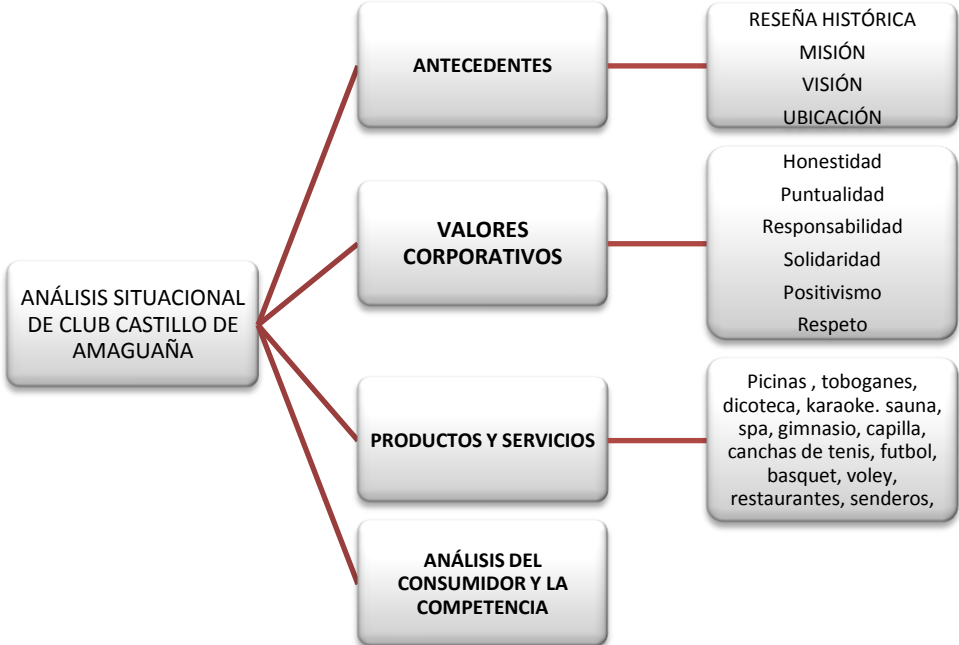 ANÁLISIS SITUACIONAL
DE CLUB CASTILLO DE
AMAGUAÑA
ANTECEDENTES
RESEÑA HISTÓRICA
MISIÓN
VISIÓN
UBICACIÓN
VALORES
CORPORATIVOS
Honestidad
Puntualidad
Responsabilidad
Solidaridad
Positivismo
Respeto
PRODUCTOS Y SERVICIOS
Picinas , toboganes,
dicoteca, karaoke. sauna,
spa, gimnasio, capilla,
canchas de tenis, futbol,
basquet, voley,
restaurantes, senderos,
ANÁLISIS DEL
CONSUMIDOR Y LA
COMPETENCIA